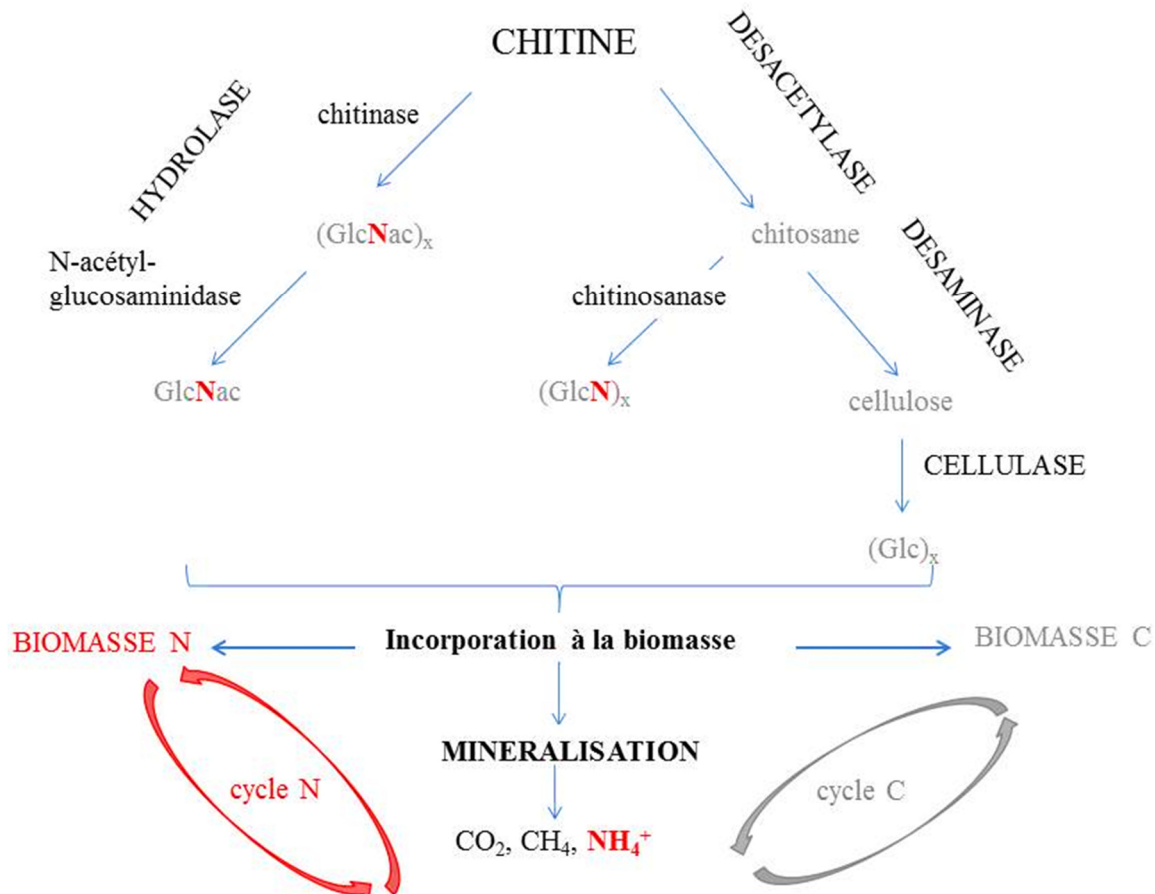 CHITINE
DESACETYLASE
HYDROLASE
chitinase
(GlcNac)x
chitosane
DESAMINASE
N-acétyl-
glucosaminidase
chitinosanase
GlcNac
(GlcN)x
cellulose
CELLULASE
(Glc)x
BIOMASSE N
Incorporation à la biomasse
BIOMASSE C
MINERALISATION
cycle N
cycle C
CO₂, CH₄, NH₄⁺